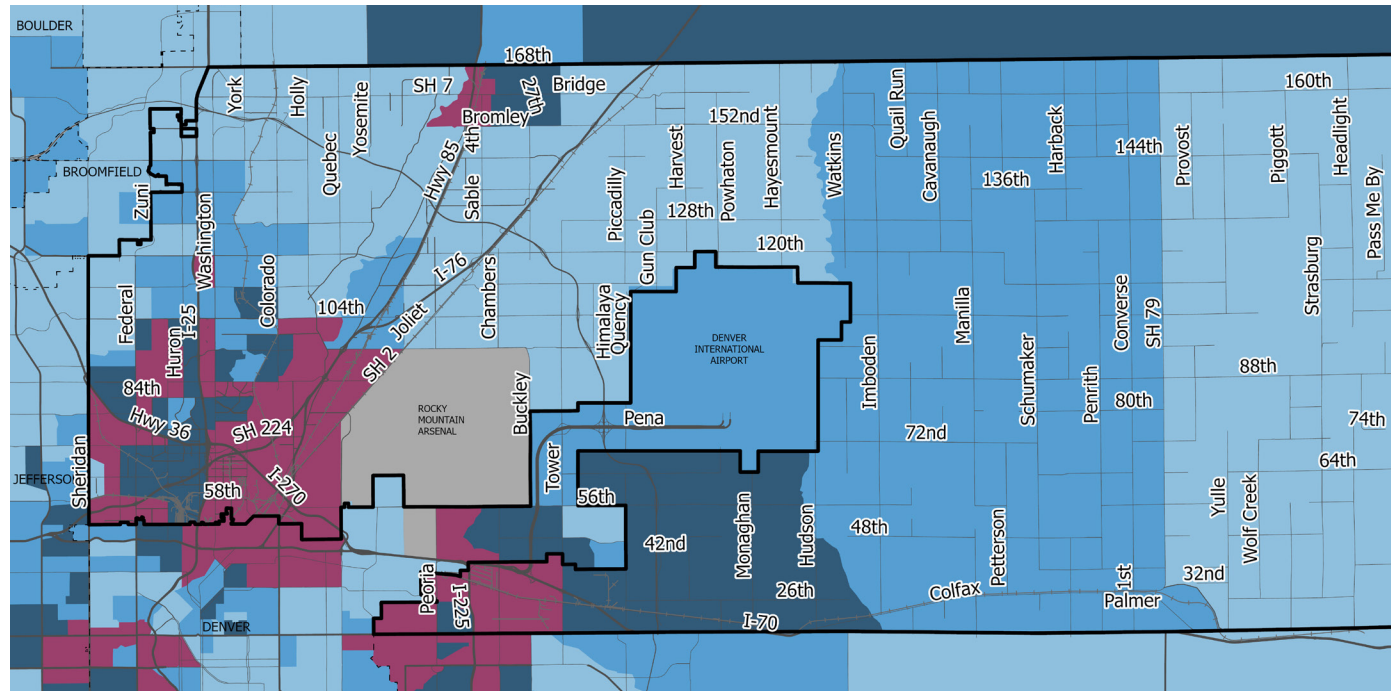 BOULDER
168th
York
Holly
Yosemite
SH 7
27th
Bridge
160th
Bromley
4th
152nd
Hayesmount
Quail Run
Harback
Headlight
Quebec
Hwy 85
Harvest
Powhaton
Watkins
Cavanaugh
144th
Provost
Piggott
BROOMFIELD
Zuni
Sable
Piccadilly
128th
136th
Pass Me By
Washington
Gun Club
120th
Strasburg
Federal
Huron
I-25
Colorado
104th
I-76
Joliet
Chambers
Himalaya
Quency
DENVER
INTERNATIONAL
AIRPORT
Manilla
Converse
SH 79
SH 2
84th
Imboden
Schumaker
Penrith
88th
Hwy 36
SH 224
ROCKY
MOUNTAIN
ARSENAL
Buckley
Pena
72nd
80th
74th
JEFFERSON
Sheridan
58th
I-270
Tower
56th
64th
42nd
Monaghan
Hudson
48th
Petterson
Yulle
Wolf Creek
Peoria
I-225
26th
Colfax
1st
Palmer
32nd
DENVER
I-70